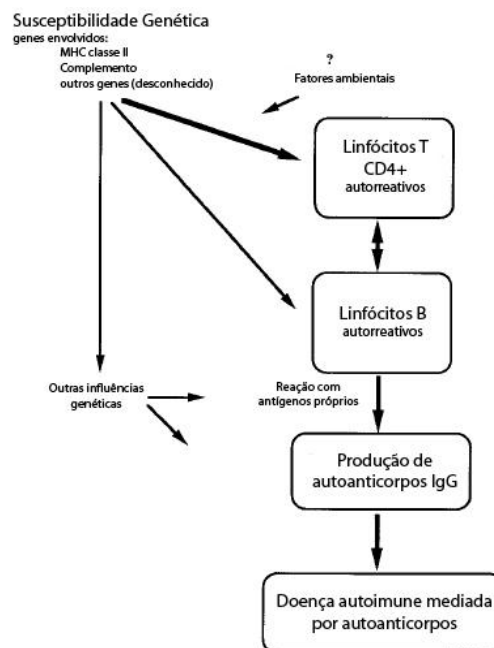 Susceptibilidade Genética
genes envolvidos:
MHC classe II
Complemento
outros genes (desconhecido)
?
Fatores ambientais
Linfócitos T
CD4+
autorreativos
Linfócitos B
autorreativos
Outras influências
genéticas
Reação com
antígenos próprios
Produção de
autoanticorpos IgG
Doença autoimune mediada
por autoanticorpos